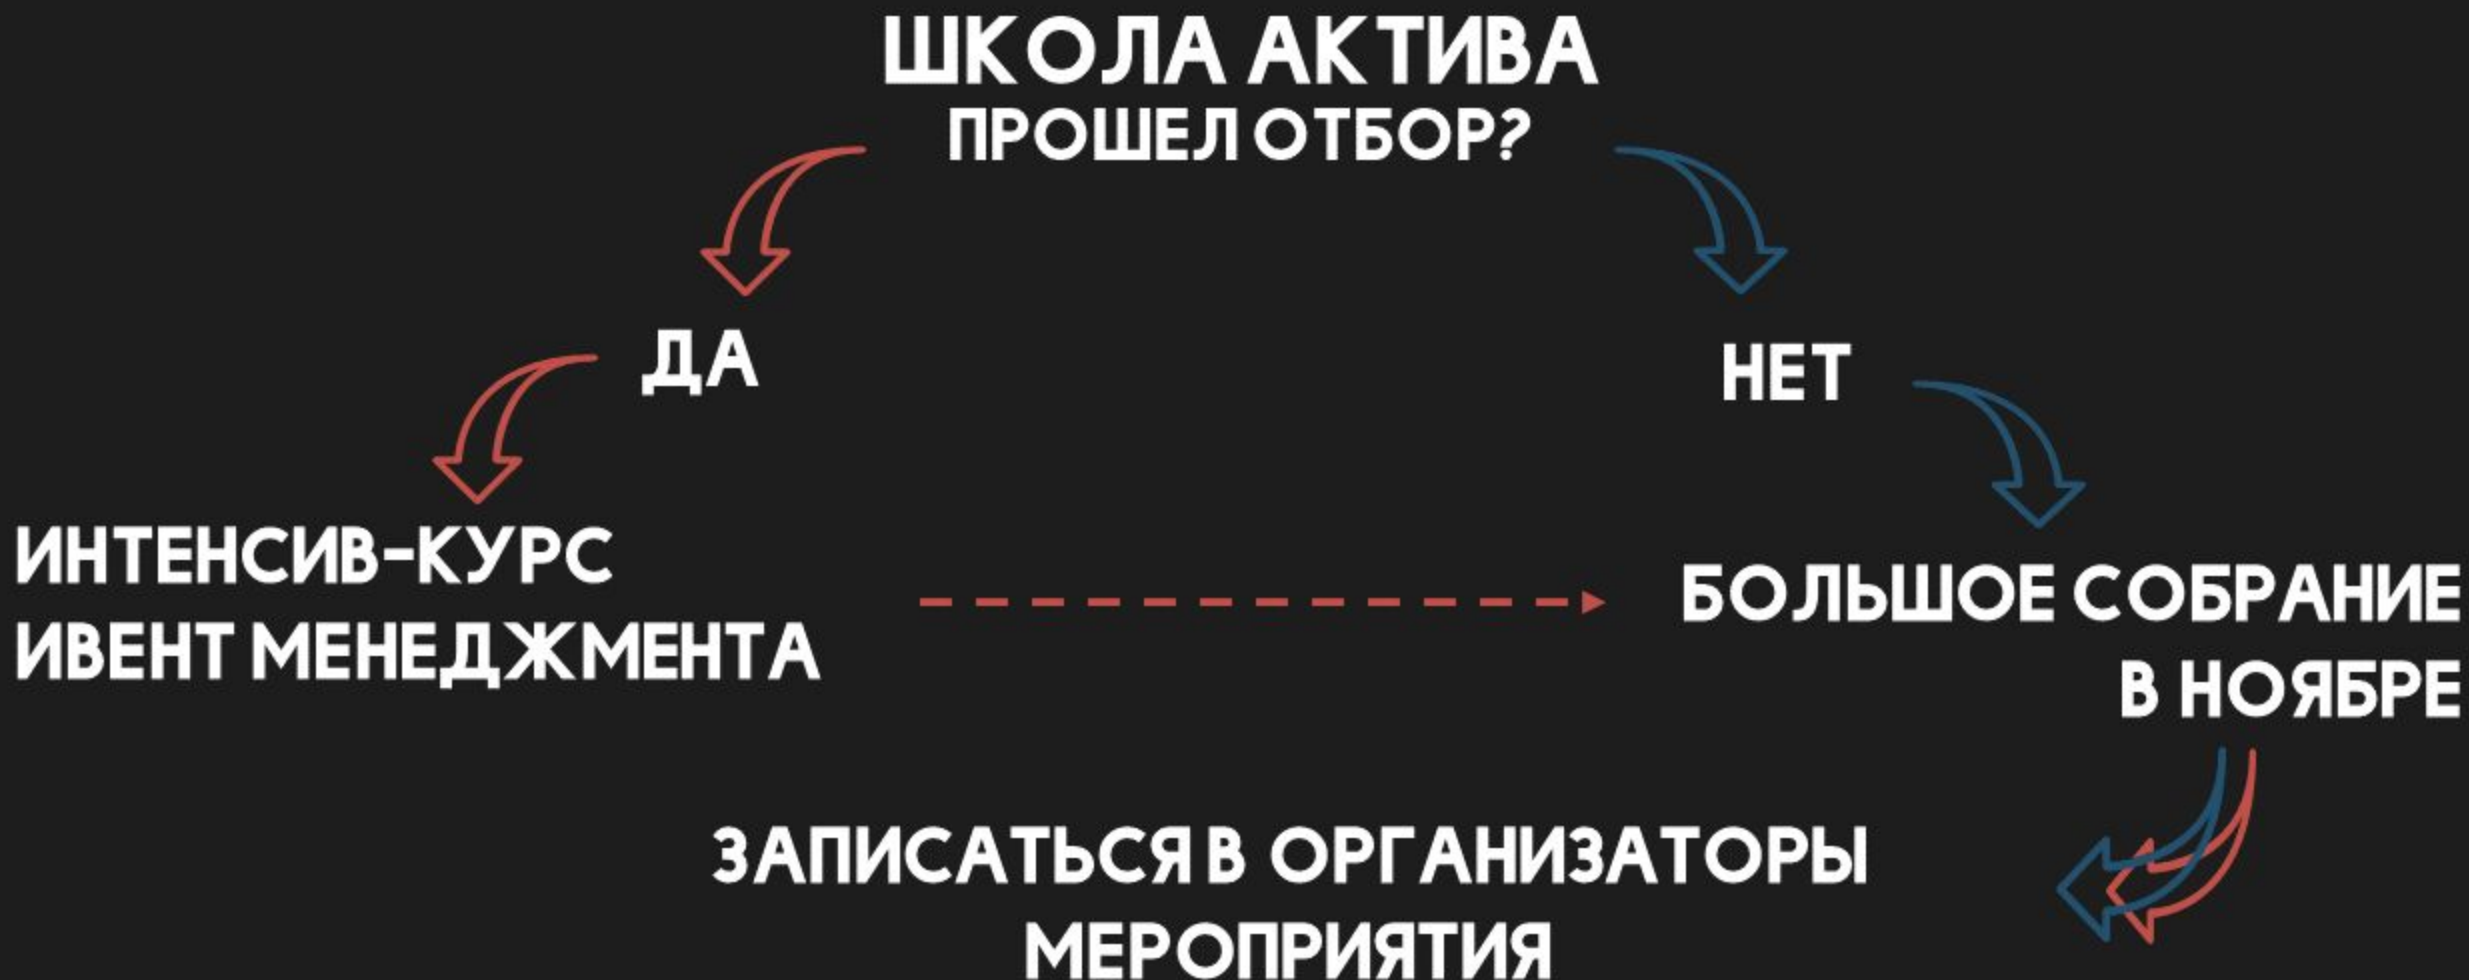 ШКОЛА АКТИВА
ПРОШЕЛ ОТБОР?
ДА
НЕТ
ИНТЕНСИВ-КУРС
ИВЕНТ МЕНЕДЖМЕНТА
БОЛЬШОЕ СОБРАНИЕ
В НОЯБРЕ
ЗАПИСАТЬСЯ В ОРГАНИЗАТОРЫ
МЕРОПРИЯТИЯ